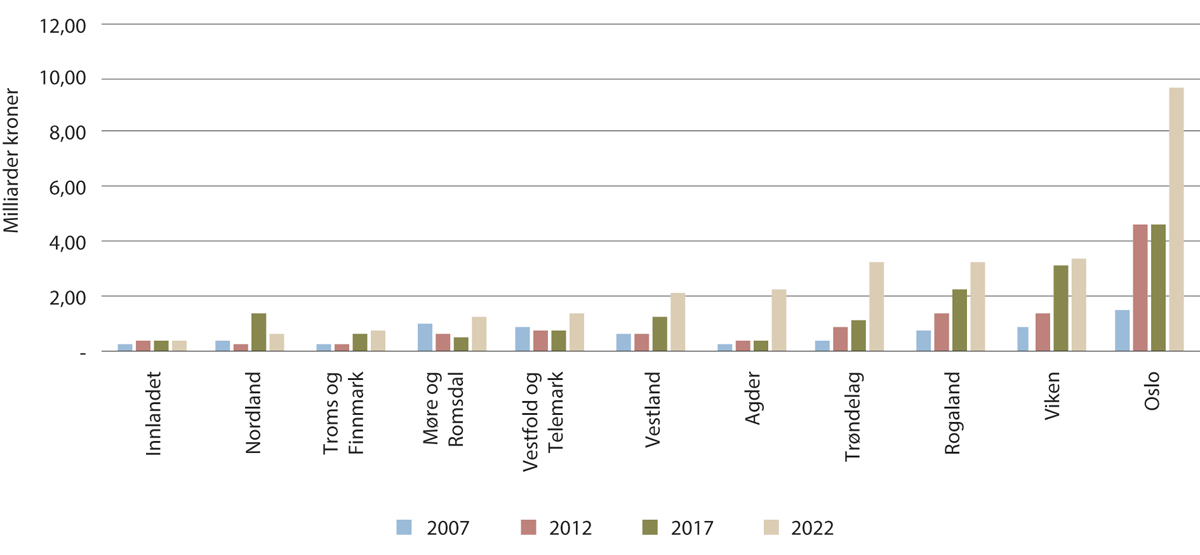 Milliarder kroner
12,00
10,00
8,00
6,00
4,00
2,00
-
Innlandet
Nordland
Troms og
Finnmark
Møre og
Romsdal
Vestfold og
Telemark
Vestland
Agder
Trøndelag
Rogaland
Viken
Oslo
2007
2012
2017
2022